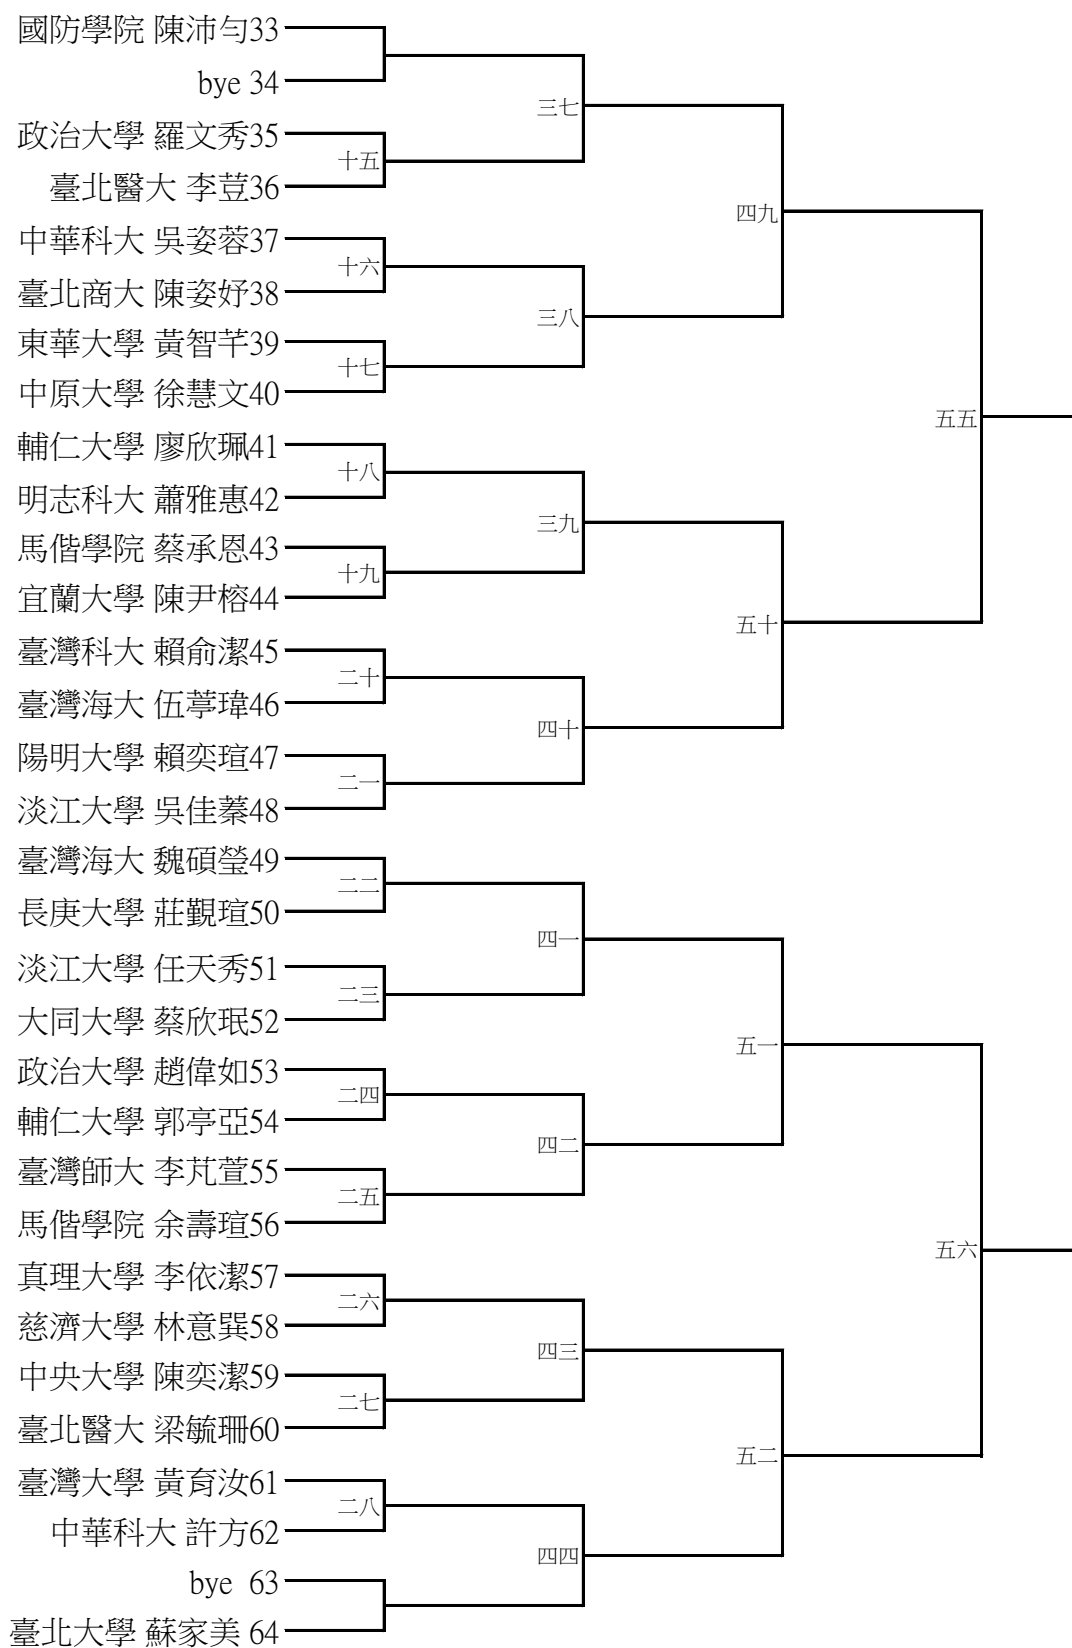 國防學院 陳沛勻33
bye 34
三七
政治大學 羅文秀35
十五
臺北醫大 李荳36
四九
中華科大 吳姿蓉37
十六
臺北商大 陳姿妤38
三八
東華大學 黃智芊39
十七
中原大學 徐慧文40
五五
輔仁大學 廖欣珮41
十八
明志科大 蕭雅惠42
三九
馬偕學院 蔡承恩43
十九
宜蘭大學 陳尹榕44
五十
臺灣科大 賴俞潔45
二十
臺灣海大 伍葶瑋46
四十
陽明大學 賴奕瑄47
二一
淡江大學 吳佳蓁48
臺灣海大 魏碩瑩49
二二
長庚大學 莊觐瑄50
四一
淡江大學 任天秀51
二三
大同大學 蔡欣珉52
五一
政治大學 趙偉如53
二四
輔仁大學 郭亭亞54
四二
臺灣師大 李芃萱55
二五
馬偕學院 余壽瑄56
五六
真理大學 李依潔57
二六
慈濟大學 林意巽58
四三
中央大學 陳奕潔59
二七
臺北醫大 梁毓珊60
五二
臺灣大學 黃育汝61
二八
中華科大 許方62
四四
bye 63
臺北大學 蘇家美 64